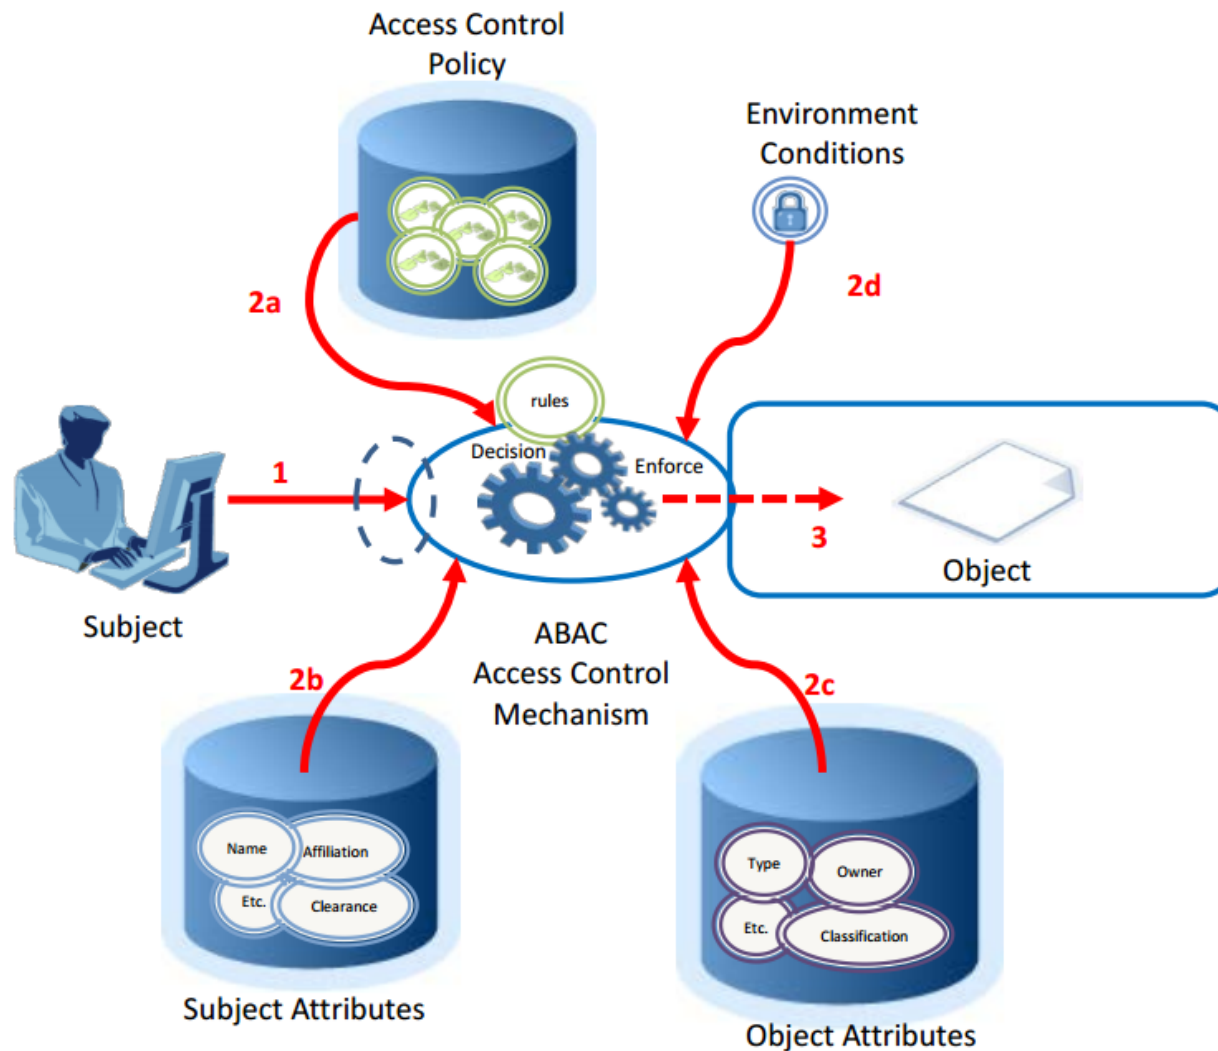 Access Control
Policy
Environment
Conditions
2a
2d
rules
Decision
Enforce
1
3
Object
Subject
ABAC
Access Control
Mechanism
2b
2c
Name
Affiliation
Etc.
Clearance
Type
Owner
Etc.
Classification
Subject Attributes
Object Attributes